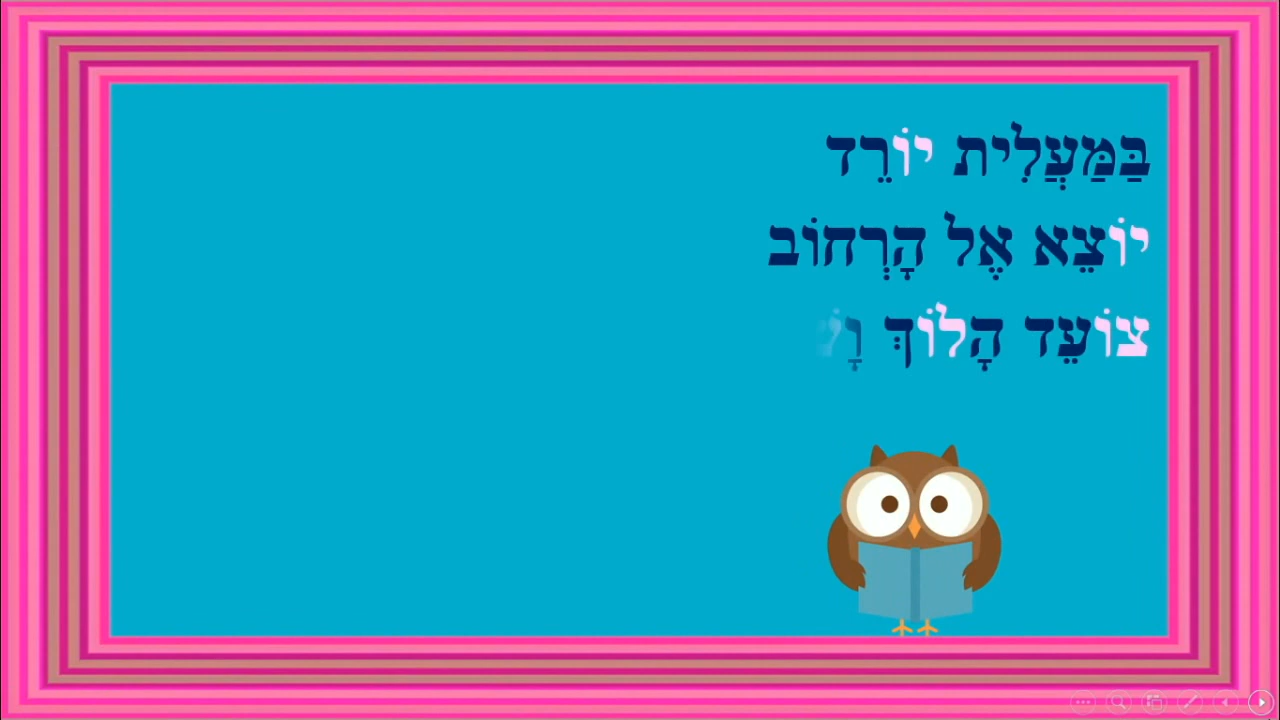 בַּמַּעֲלִית יוֹרֵד
יוֹצֵא אֶל הָרְחוֹב
צוֹעֵד הָלוֹךְ